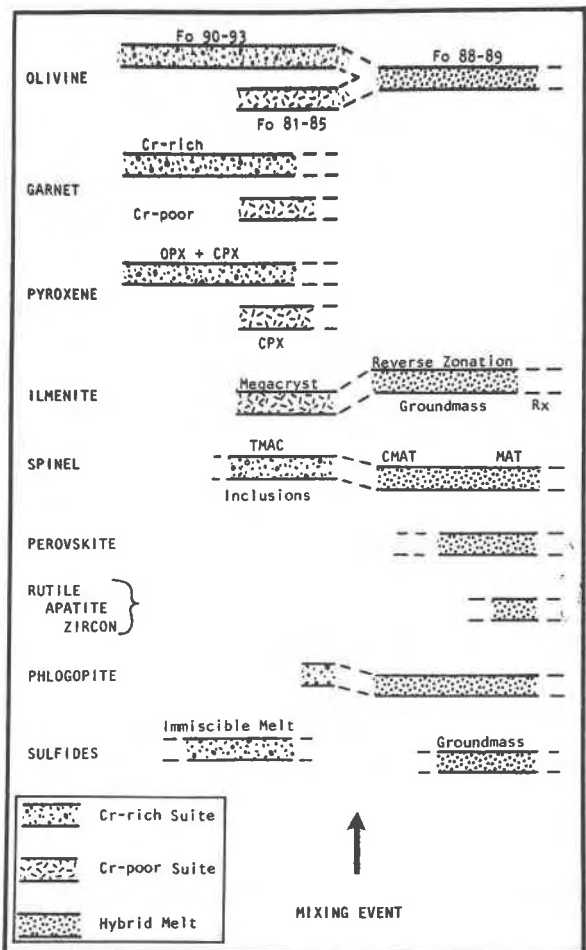 Fo 90-93
Fo 88-89
OLIVINE
Fo 81-85
Cr-rich
GARNET
Cr-poor
OPX + CPX
PYROXENE
CPX
Reverse Zonation
Megacryst
ILMENITE
Groundmass
Rx
TMAC
CMAT
MAT
SPINEL
Inclusions
PEROVSKITE
RUTILE
APATITE
ZIRCON
PHLOGOPITE
Immiscible Melt
Groundmass
SULFIDES
Cr-rich Suite
Cr-poor Suite
Hybrid Melt
MIXING EVENT